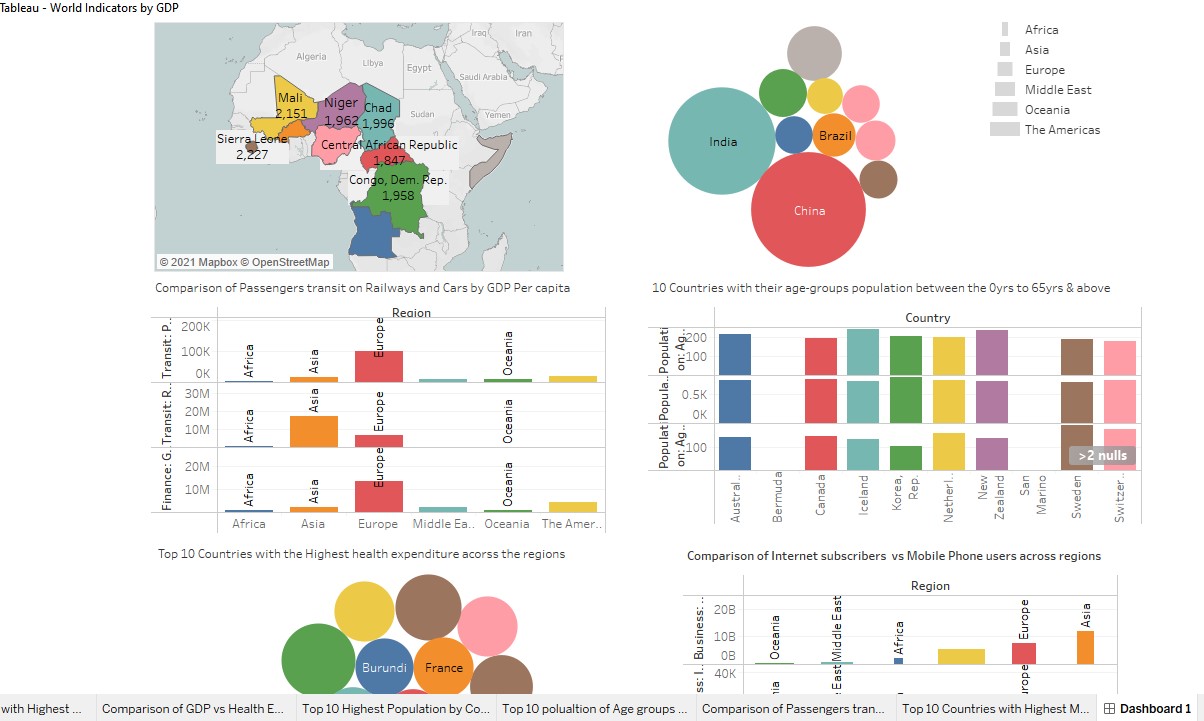 Tableau - World Indicators by GDP
Iraq
Iran
Algeria
Libya
Egypt
Saudi Arabia
Mali
2,151
Niger
1,962
Chad
1,996
Sudan
Yemen
Sierra Leone
2,227
Central African Republic
1,847
Congo, Dem. Rep.
1,958
© 2021 Mapbox © OpenStreetMap
India
Brazil
China
Africa
Asia
Europe
Middle East
Oceania
The Americas
Comparison of Passengers transit on Railways and Cars by GDP Per capita
Region
Transit: P..
200K
100K
0K
Africa
Asia
Europe
Oceania
Transit: R..
30M
20M
10M
Africa
Asia
Europe
Oceania
Finance: G..
20M
10M
Africa
Asia
Europe
Oceania
Africa
Asia
Europe
Middle Ea..
Oceania
The Amer..
10 Countries with their age-groups population between the 0yrs to 65yrs & above
Country
Populati
on: Ag..
200
100
Popula..
0.5K
0K
Populati
on: Ag..
100
>2 nulls
Austral..
Bermuda
Canada
Iceland
Korea,
Rep.
Netherl..
New
Zealand
San
Marino
Sweden
Switzer..
Top 10 Countries with the Highest health expenditure acorss the regions
Burundi
France
Comparison of Internet subscribers vs Mobile Phone users across regions
Region
Business: ..
20B
10B
0B
Oceania
Middle East
Africa
Europe
Asia
ss: I..
40K
nia
East
urope
with Highest ...
Comparison of GDP vs Health E...
Top 10 Highest Population by Co...
Top 10 polualtion of Age groups ...
Comparison of Passengers tran...
Top 10 Countries with Highest M...
Dashboard 1